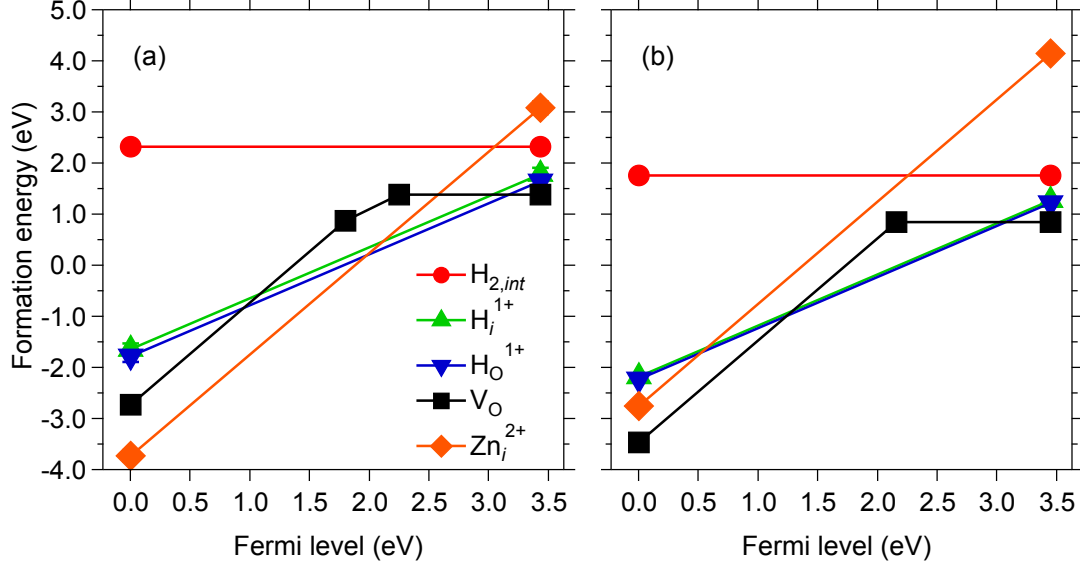 5.0
4.0
3.0
2.0
1.0
0.0
-1.0
-2.0
-3.0
-4.0
Formation energy (eV)
(a)
H2,int
Hi1+
HO1+
VO
Zni2+
0.0 0.5 1.0 1.5 2.0 2.5 3.0 3.5
Fermi level (eV)
(b)
0.0 0.5 1.0 1.5 2.0 2.5 3.0 3.5
Fermi level (eV)